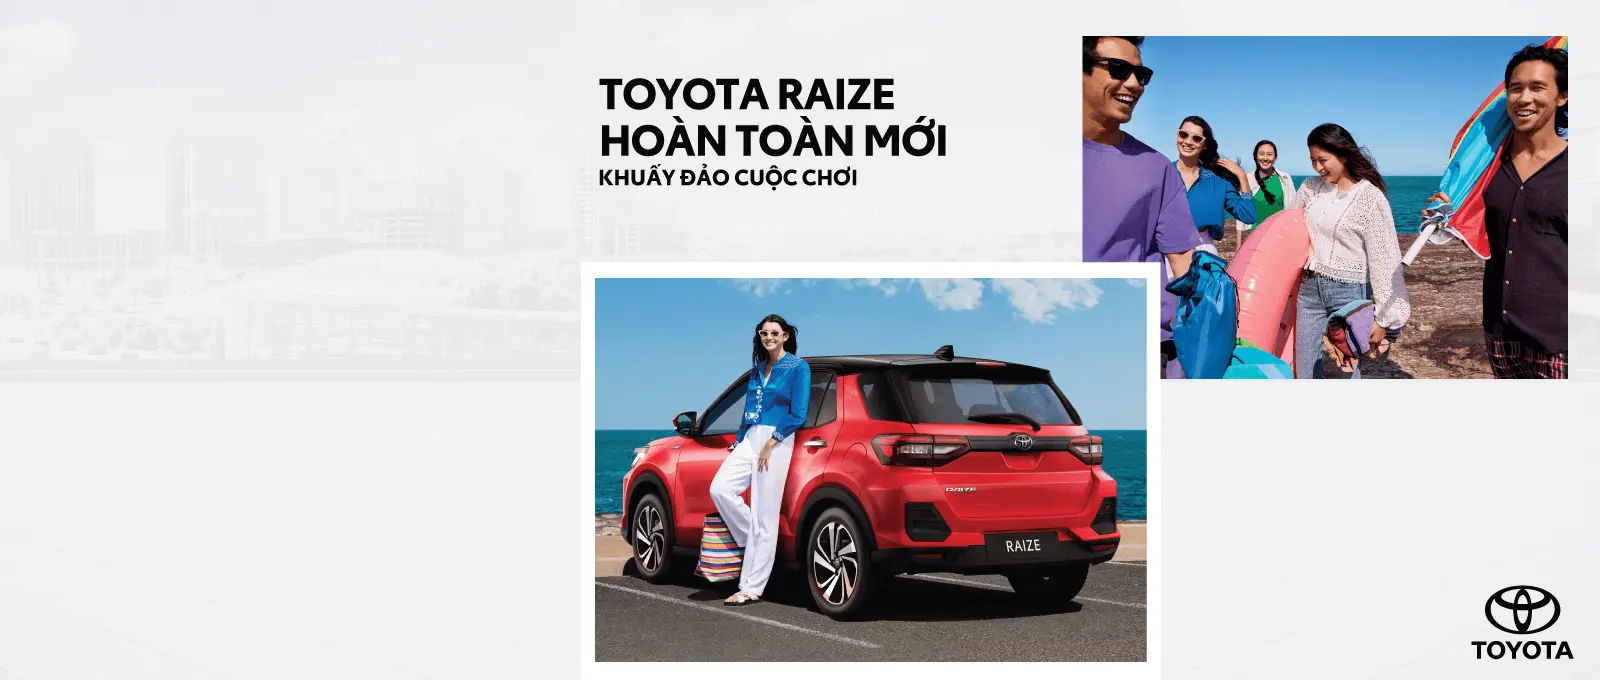 TOYOTA RAIZE
HOÀN TOÀN MỚI
KHUẤY ĐẢO CUỘC CHƠI
RAIZE
RAIZE
TOYOTA